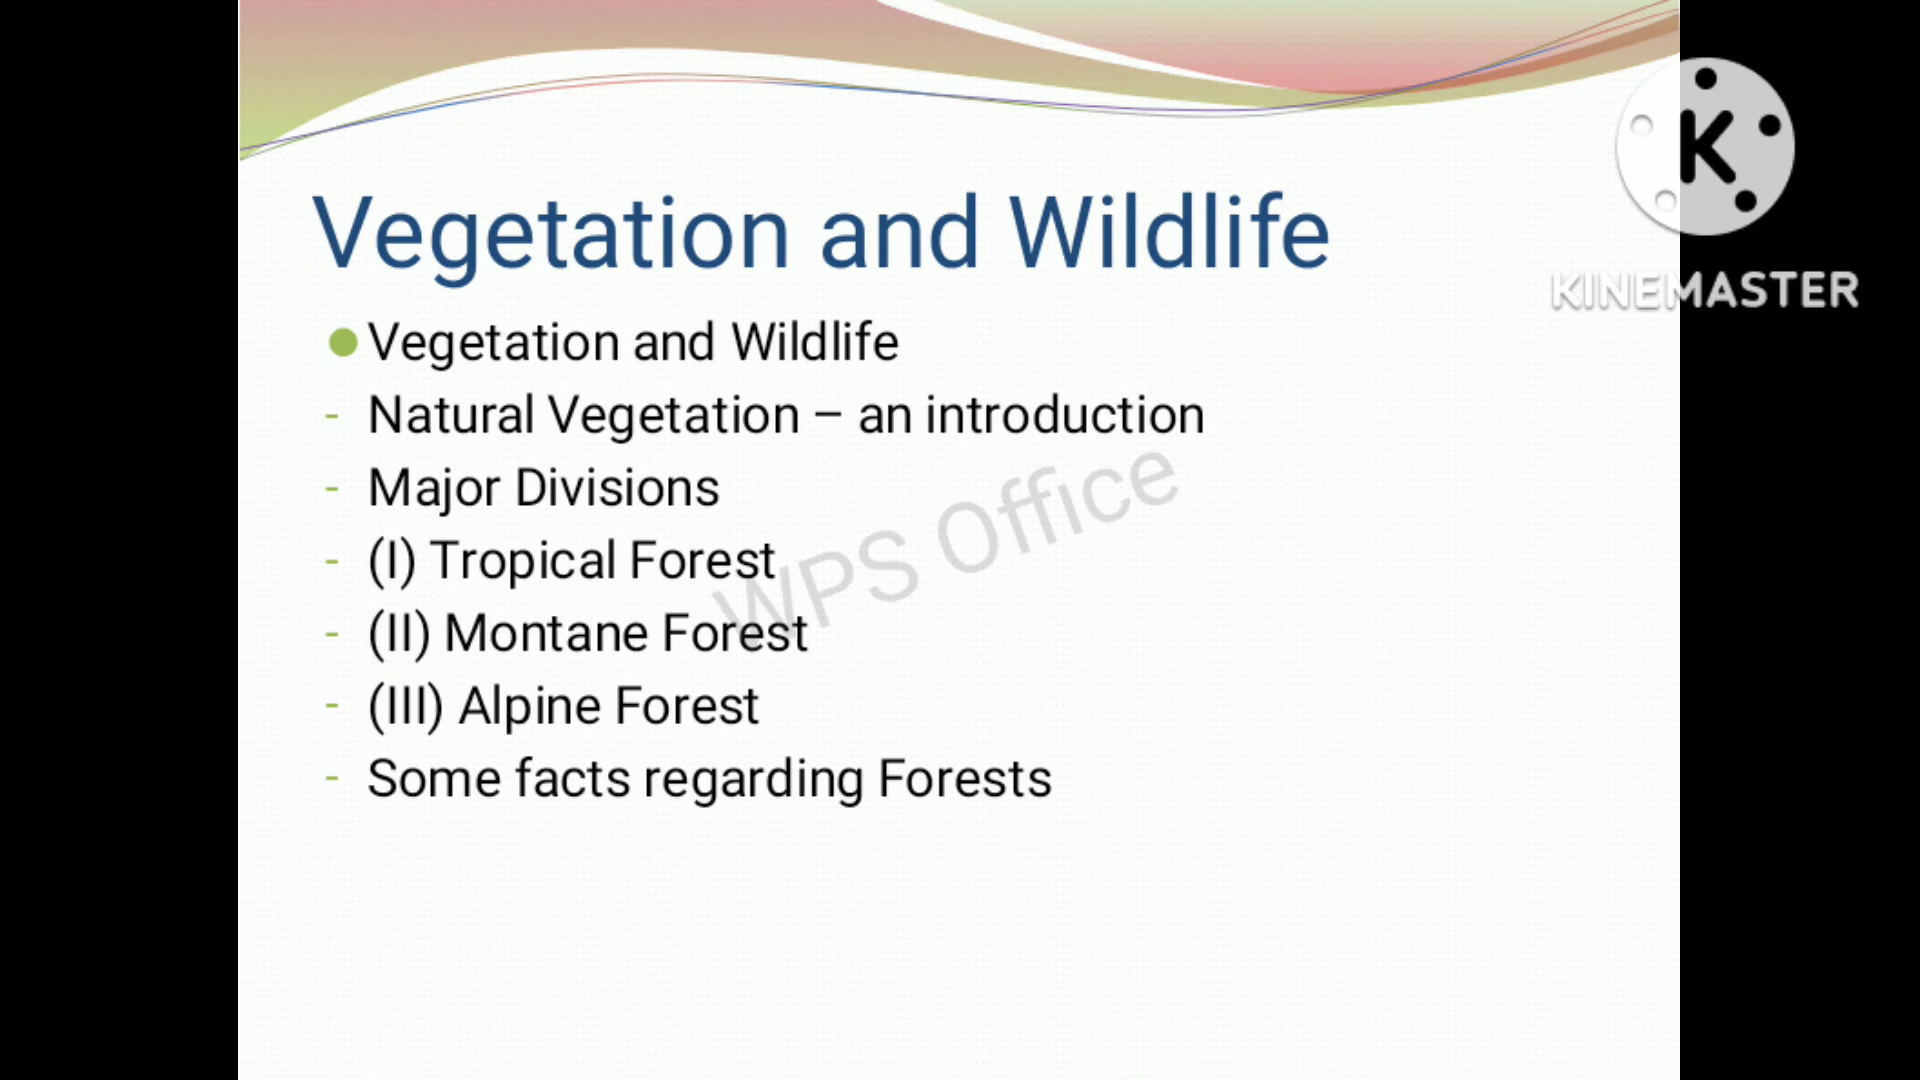 Vegetation and Wildlife
K
KINEMASTER
Vegetation and Wildlife
- Natural Vegetation – an introduction
- Major Divisions
- (I) Tropical Forest
- (II) Montane Forest
- (III) Alpine Forest
- Some facts regarding Forests
WPS Office